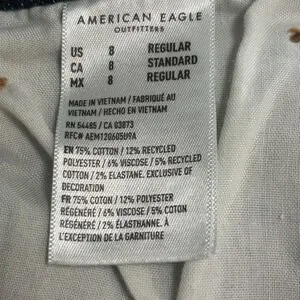 AMERICAN EAGLE
OUTFITTERS
US 8 REGULAR
CA 8 STANDARD
MX 8 REGULAR
MADE IN VIETNAM / FABRIQUÉ AU
VIETNAM / HECHO EN VIETNAM
RN 54485 / CA 03873
RFC# AEM120605U9A
EN 75% COTTON / 12% RECYCLED
POLYESTER / 6% VISCOSE / 5% RECYCLED
COTTON / 2% ELASTANE. EXCLUSIVE OF
DECORATION
FR 75% COTON / 12% POLYESTER
RÉGÉNÉRÉ / 6% VISCOSE / 5% COTON
RÉGÉNÉRÉ / 2% ÉLASTHANNE. À
L'EXCEPTION DE LA GARNITURE